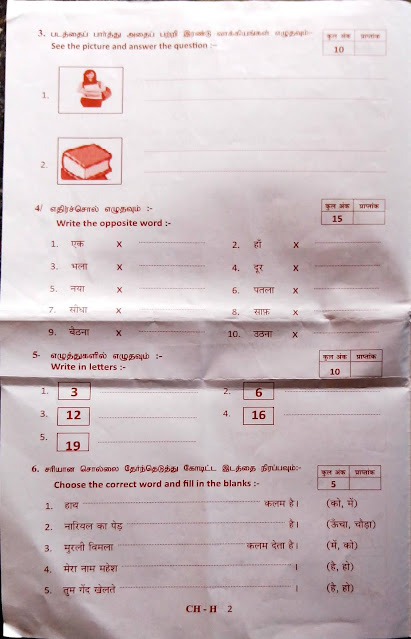 3. படத்தைப் பார்த்து அதைப் பற்றி இரண்டு வாக்கியங்கள் எழுதவும்:-
See the picture and answer the question :-
कुल अंक प्राप्तांक
10
1.
2.
4/ எதிர்ச்சொல் எழுதவும் :-
Write the opposite word :-
कुल अंक प्राप्तांक
15
1. एक X 2. हाँ X
3. भला X 4. दूर X
5. नया X 6. पतला X
7. सीधा X 8. साफ़ X
9. बैठना X 10. उठना X
5- எழுத்துகளில் எழுதவும் :-
Write in letters :-
कुल अंक प्राप्तांक
10
1. 3 2. 6
3. 12 4. 16
5. 19
6. சரியான சொல்லை தேர்ந்தெடுத்து கோடிட்ட இடத்தை நிரப்பவும்:-
Choose the correct word and fill in the blanks :-
कुल अंक प्राप्तांक
5
1. हाथ कलम है। (को, में)
2. नारियल का पेड़ है। (ऊँचा, चौड़ा)
3. मुरली विमला कलम देता है। (में, को)
4. मेरा नाम महेश । (है, हो)
5. तुम गेंद खेलते । (है, हो)
CH - H 2